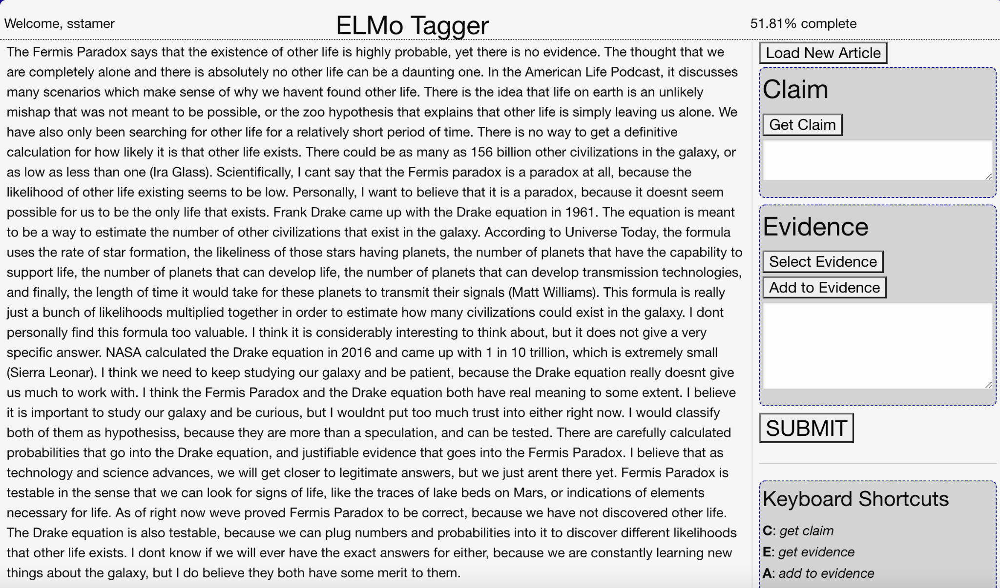 Welcome, sstamer
ELMo Tagger
51.81% complete
The Fermis Paradox says that the existence of other life is highly probable, yet there is no evidence. The thought that we
are completely alone and there is absolutely no other life can be a daunting one. In the American Life Podcast, it discusses
many scenarios which make sense of why we havent found other life. There is the idea that life on earth is an unlikely
mishap that was not meant to be possible, or the zoo hypothesis that explains that other life is simply leaving us alone. We
have also only been searching for other life for a relatively short period of time. There is no way to get a definitive
calculation for how likely it is that other life exists. There could be as many as 156 billion other civilizations in the galaxy, or
as low as less than one (Ira Glass). Scientifically, I cant say that the Fermis paradox is a paradox at all, because the
likelihood of other life existing seems to be low. Personally, I want to believe that it is a paradox, because it doesnt seem
possible for us to be the only life that exists. Frank Drake came up with the Drake equation in 1961. The equation is meant
to be a way to estimate the number of other civilizations that exist in the galaxy. According to Universe Today, the formula
uses the rate of star formation, the likeliness of those stars having planets, the number of planets that have the capability to
support life, the number of planets that can develop life, the number of planets that can develop transmission technologies,
and finally, the length of time it would take for these planets to transmit their signals (Matt Williams). This formula is really
just a bunch of likelihoods multiplied together in order to estimate how many civilizations could exist in the galaxy. I dont
personally find this formula too valuable. I think it is considerably interesting to think about, but it does not give a very
specific answer. NASA calculated the Drake equation in 2016 and came up with 1 in 10 trillion, which is extremely small
(Sierra Leonar). I think we need to keep studying our galaxy and be patient, because the Drake equation really doesnt give
us much to work with. I think the Fermis Paradox and the Drake equation both have real meaning to some extent. I believe
it is important to study our galaxy and be curious, but I wouldnt put too much trust into either right now. I would classify
both of them as hypothesiss, because they are more than a speculation, and can be tested. There are carefully calculated
probabilities that go into the Drake equation, and justifiable evidence that goes into the Fermis Paradox. I believe that as
technology and science advances, we will get closer to legitimate answers, but we just arent there yet. Fermis Paradox is
testable in the sense that we can look for signs of life, like the traces of lake beds on Mars, or indications of elements
necessary for life. As of right now weve proved Fermis Paradox to be correct, because we have not discovered other life.
The Drake equation is also testable, because we can plug numbers and probabilities into it to discover different likelihoods
that other life exists. I dont know if we will ever have the exact answers for either, because we are constantly learning new
things about the galaxy, but I do believe they both have some merit to them.
Load New Article
Claim
Get Claim
Evidence
Select Evidence
Add to Evidence
SUBMIT
Keyboard Shortcuts
C: get claim
E: get evidence
A: add to evidence